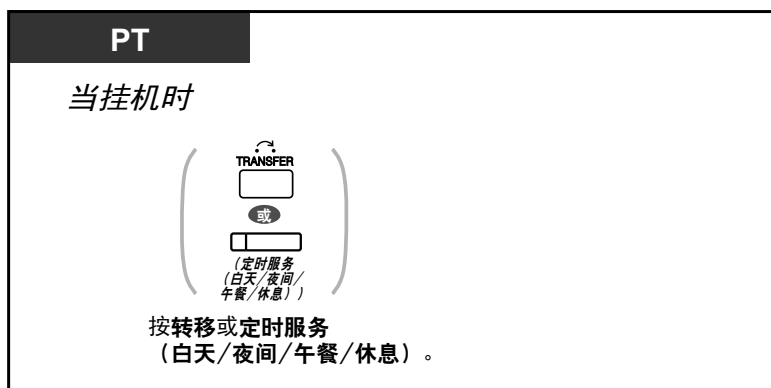 PT
当挂机时
TRANSFER
或
(定时服务
(白天/夜间/
午餐/休息))
按转移或定时服务
(白天/夜间/午餐/休息)。